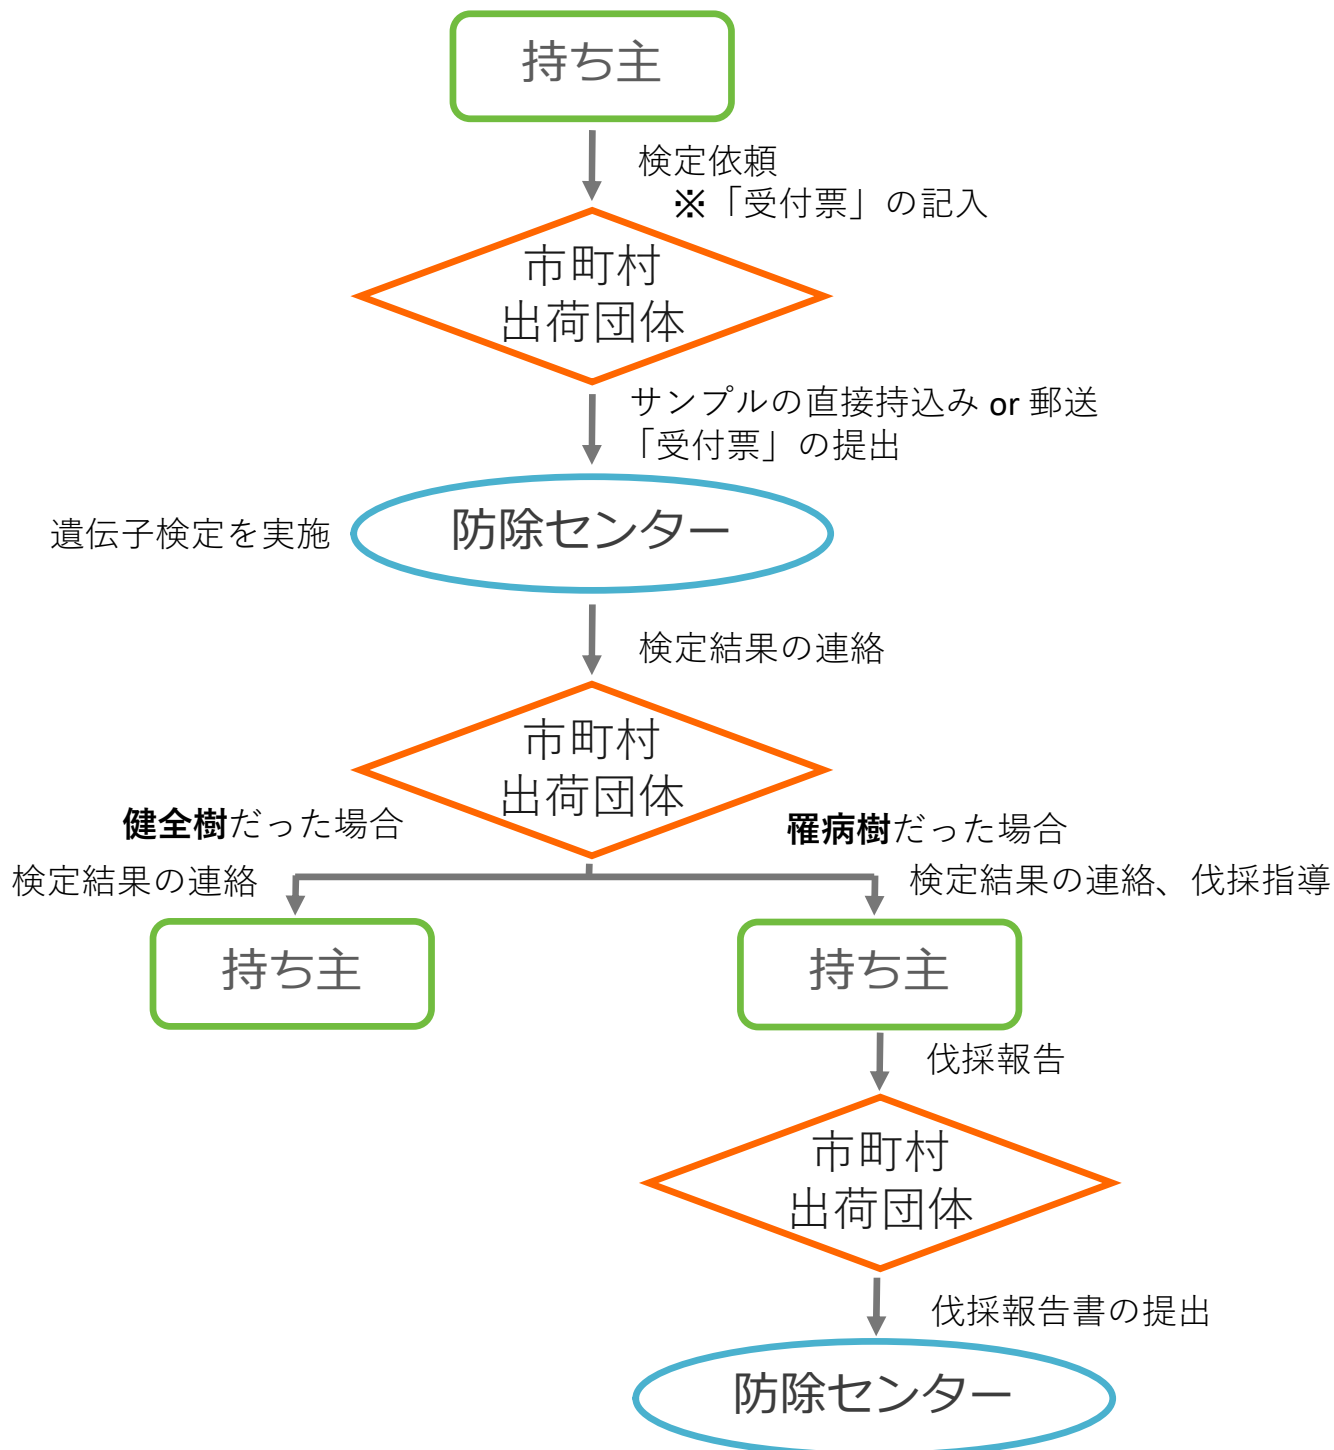 持ち主
検定依頼
※「受付票」の記入
市町村
出荷団体
サンプルの直接持込み or 郵送
「受付票」の提出
遺伝子検定を実施
防除センター
検定結果の連絡
市町村
出荷団体
健全樹だった場合
罹病樹だった場合
検定結果の連絡
検定結果の連絡、伐採指導
持ち主
持ち主
伐採報告
市町村
出荷団体
伐採報告書の提出
防除センター